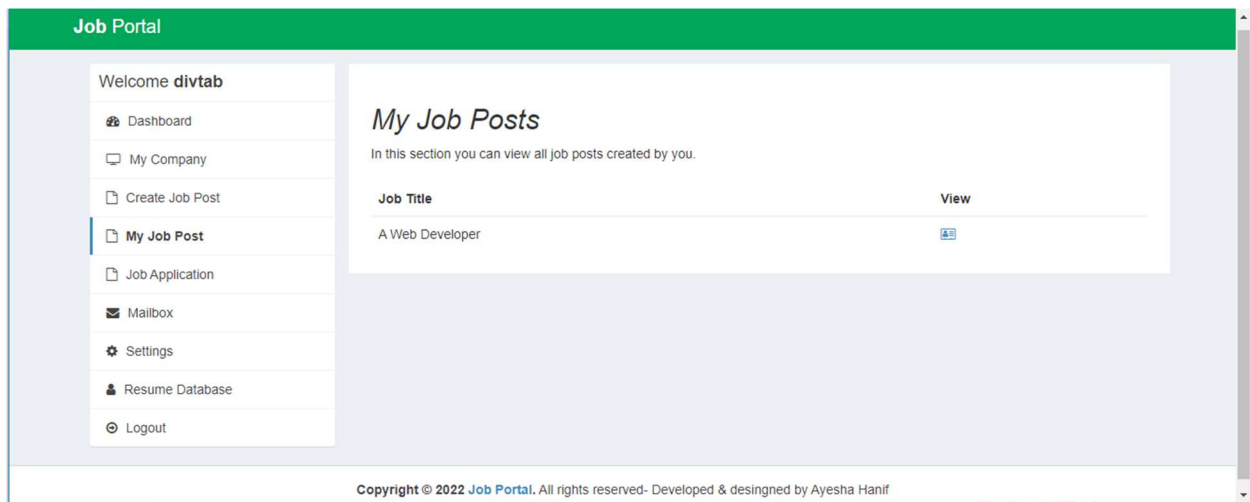 Job Portal
Welcome divtab
Dashboard
My Company
Create Job Post
My Job Post
Job Application
Mailbox
Settings
Resume Database
Logout
My Job Posts
In this section you can view all job posts created by you.
Job Title View
A Web Developer
Copyright © 2022 Job Portal. All rights reserved- Developed & desingned by Ayesha Hanif